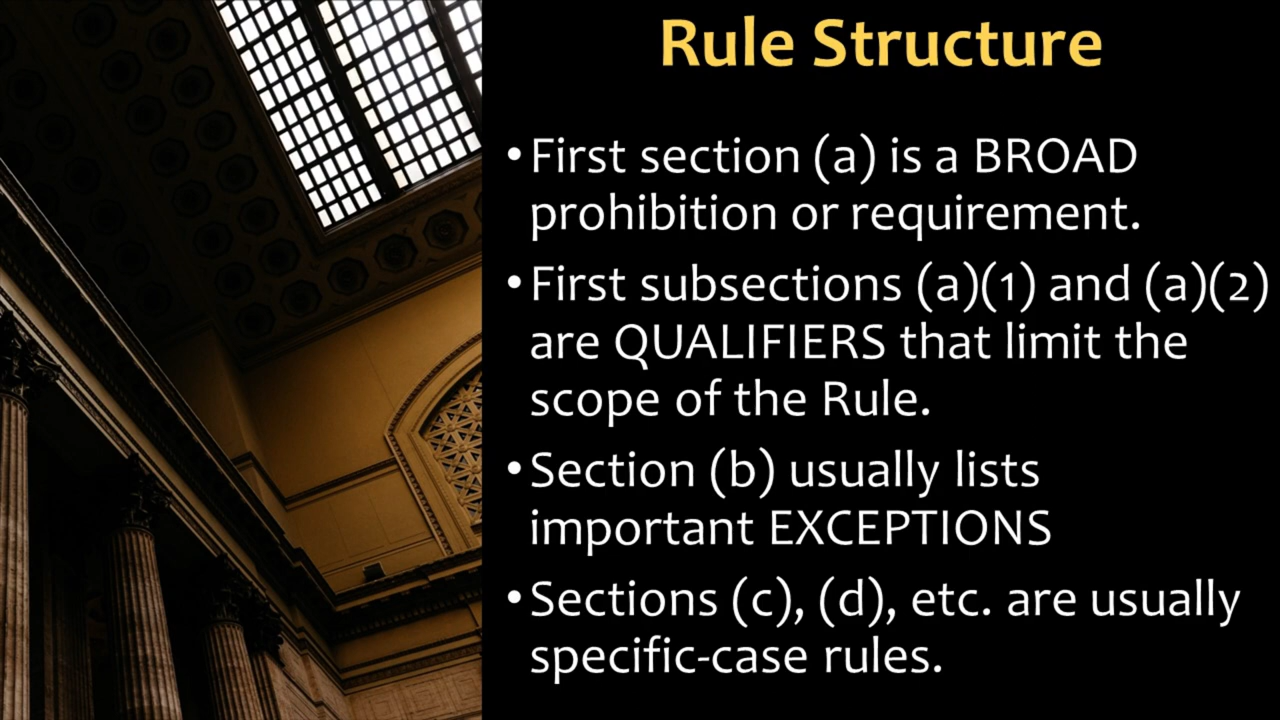 Rule Structure
•First section (a) is a BROAD
prohibition or requirement.
•First subsections (a)(1) and (a)(2)
are QUALIFIERS that limit the
scope of the Rule.
•Section (b) usually lists
important EXCEPTIONS
•Sections (c), (d), etc. are usually
specific-case rules.